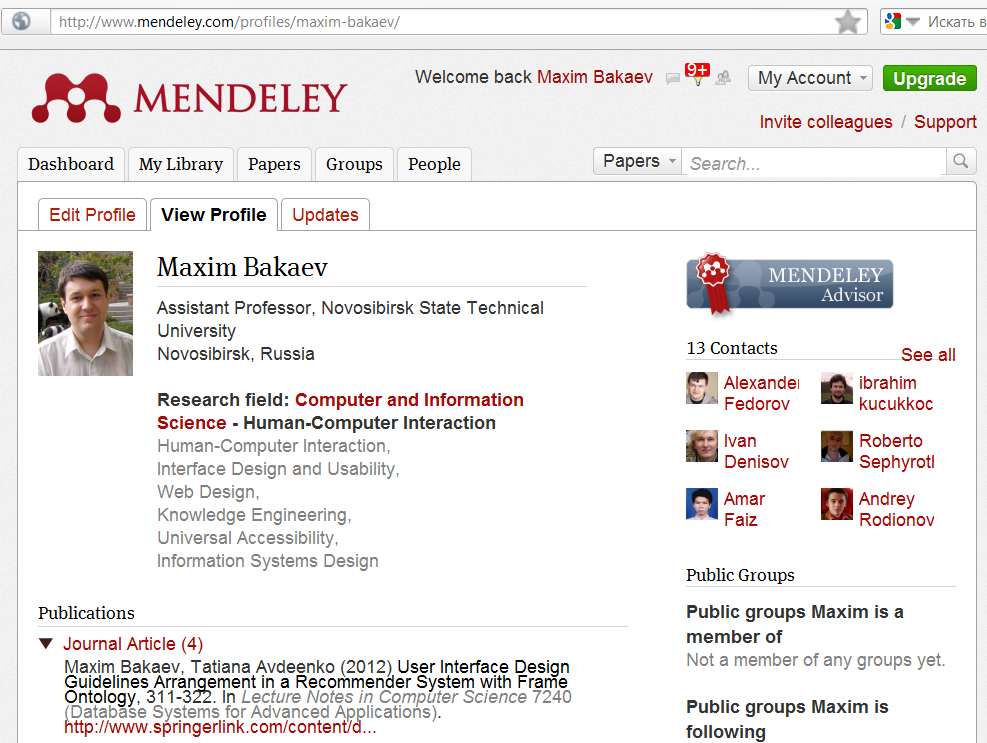 http://www.mendeley.com/profiles/maxim-bakaev/
Искать в
MENDELEY
Welcome back Maxim Bakaev
9+
My Account
Upgrade
Invite colleagues / Support
Dashboard
My Library
Papers
Groups
People
Papers
Search...
Edit Profile
View Profile
Updates
Maxim Bakaev
Assistant Professor, Novosibirsk State Technical
University
Novosibirsk, Russia
Research field: Computer and Information
Science - Human-Computer Interaction
Human-Computer Interaction,
Interface Design and Usability,
Web Design,
Knowledge Engineering,
Universal Accessibility,
Information Systems Design
Publications
Journal Article (4)
Maxim Bakaev, Tatiana Avdeenko (2012) User Interface Design
Guidelines Arrangement in a Recommender System with Frame
Ontology, 311-322. In Lecture Notes in Computer Science 7240
(Database Systems for Advanced Applications).
http://www.springerlink.com/content/d...
MENDELEY
Advisor
13 Contacts
See all
Alexander
Fedorov
ibrahim
kucukkoc
Ivan
Denisov
Roberto
Sephyrotl
Amar
Faiz
Andrey
Rodionov
Public Groups
Public groups Maxim is a
member of
Not a member of any groups yet.
Public groups Maxim is
following